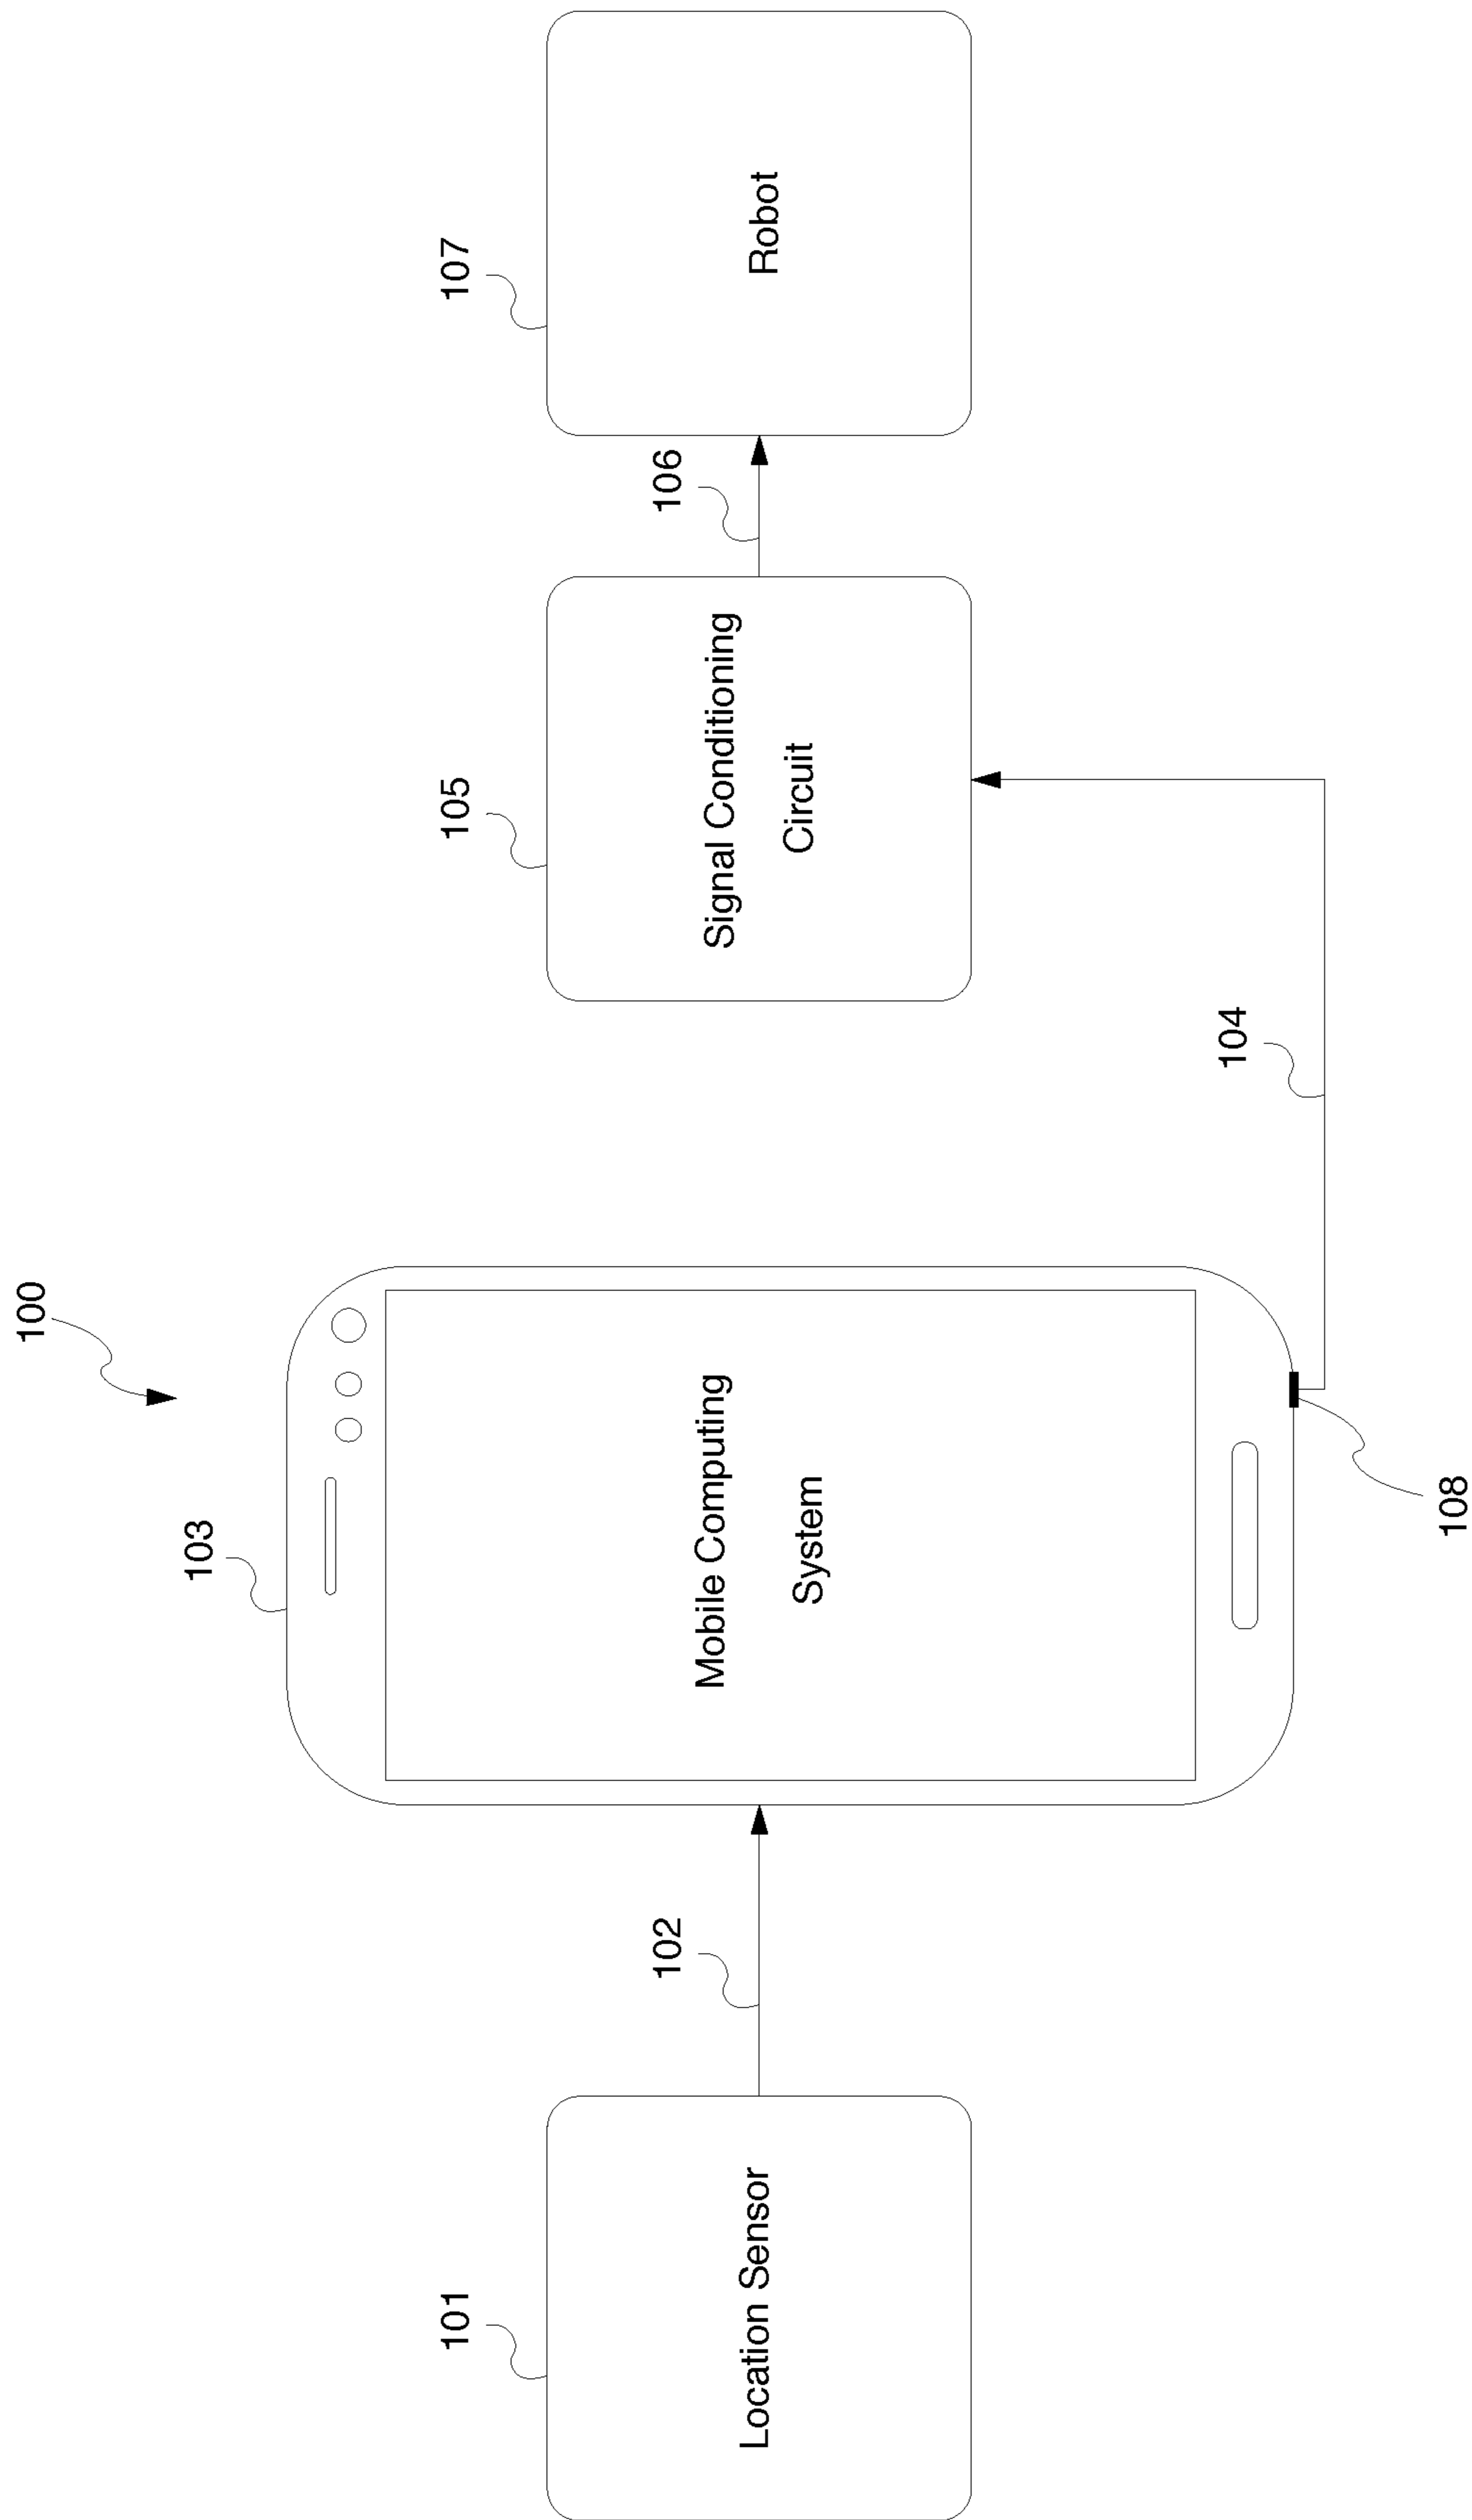 100
103
101
105
107
102
106
Location Sensor
Mobile Computing
System
Signal Conditioning
Circuit
Robot
104
108